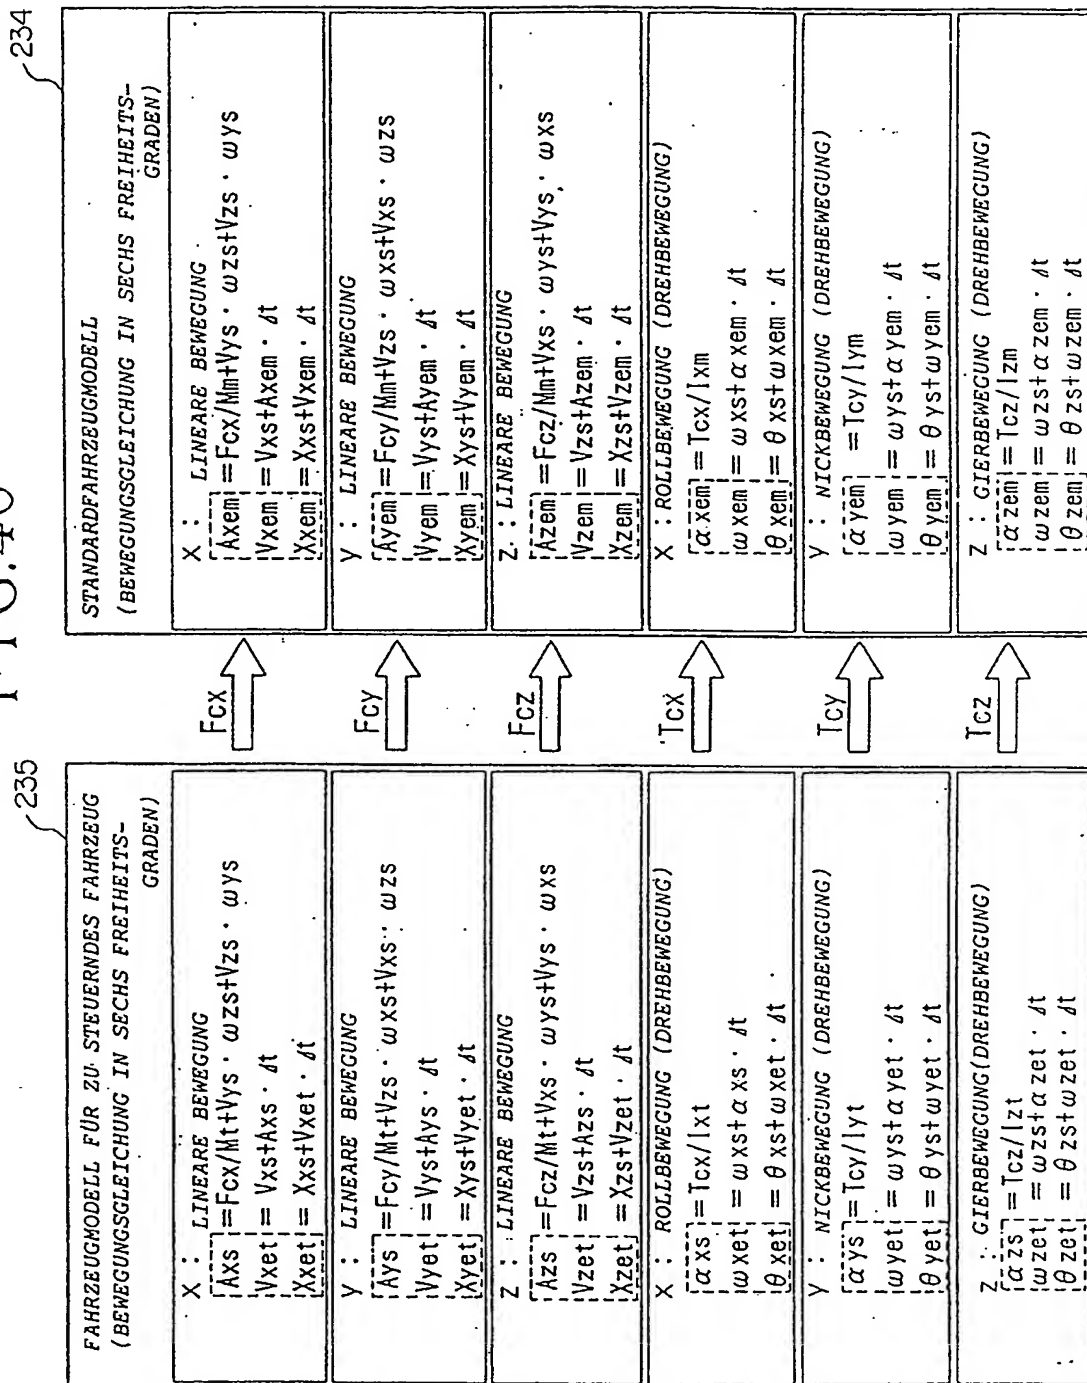 FIG.40
235
FAHRZEUGMODELL FÜR ZU STEUERNDES FAHRZEUG
(BEWEGUNGSGLEICHUNG IN SECHS FREIHEITS-
GRADEN)
X : LINEARE BEWEGUNG
Axs =Fcx/Mt+Vys · ωzs+Vzs · ωys
Vxet = Vxs+Axs · Δt
Xxet = Xxs+Vxet · Δt
Y : LINEARE BEWEGUNG
Ays =Fcy/Mt+Vzs · ωxs+Vxs · ωzs
Vyet =Vys+Ays · Δt
Xyet =Xys+Vyet · Δt
Z : LINEARE BEWEGUNG
Azs =Fcz/Mt+Vxs · ωys+Vys · ωxs
Vzet =Vzs+Azs · Δt
Xzet =Xzs+Vzet · Δt
X : ROLLBEWEGUNG (DREHBEWEGUNG)
αxs =Tcx/Ixt
ωxet = ωxs+αxs · Δt
θxet = θxs+ωxet · Δt
Y : NICKBEWEGUNG (DREHBEWEGUNG)
αys =Tcy/Iyt
ωyet = ωys+αyet · Δt
θyet = θys+ωyet · Δt
Z : GIERBEWEGUNG(DREHBEWEGUNG)
αzs =Tcz/Izt
ωzet = ωzs+αzet · Δt
θzet = θzs+ωzet · Δt
Fcx
Fcy
Fcz
Tcx
Tcy
Tcz
234
STANDARDFAHRZEUGMODELL
(BEWEGUNGSGLEICHUNG IN SECHS FREIHEITS-
GRADEN)
X : LINEARE BEWEGUNG
Axem =Fcx/Mm+Vys · ωzs+Vzs · ωys
Vxem =Vxs+Axem · Δt
Xxem =Xxs+Vxem · Δt
Y : LINEARE BEWEGUNG
Ayem =Fcy/Mm+Vzs · ωxs+Vxs · ωzs
Vyem =Vys+Ayem · Δt
Xyem =Xys+Vyem · Δt
Z : LINEARE BEWEGUNG
Azem =Fcz/Mm+Vxs · ωys+Vys · ωxs
Vzem =Vzs+Azem · Δt
Xzem =Xzs+Vzem · Δt
X : ROLLBEWEGUNG (DREHBEWEGUNG)
αxem =Tcx/Ixm
ωxem = ωxs+αxem · Δt
θxem = θxs+ωxem · Δt
Y : NICKBEWEGUNG (DREHBEWEGUNG)
αyem =Tcy/Iym
ωyem = ωys+αyem · Δt
θyem = θys+ωyem · Δt
Z : GIERBEWEGUNG (DREHBEWEGUNG)
αzem =Tcz/Izm
ωzem = ωzs+αzem · Δt
θzem = θzs+ωzem · Δt